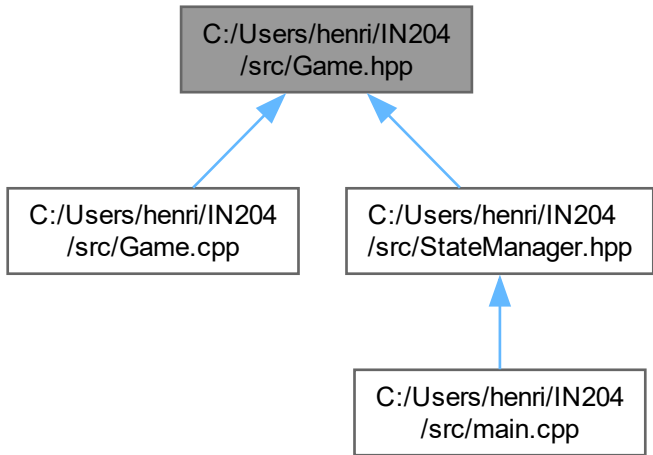 C:/Users/henri/IN204
/src/Game.hpp
C:/Users/henri/IN204
/src/Game.cpp
C:/Users/henri/IN204
/src/StateManager.hpp
C:/Users/henri/IN204
/src/main.cpp